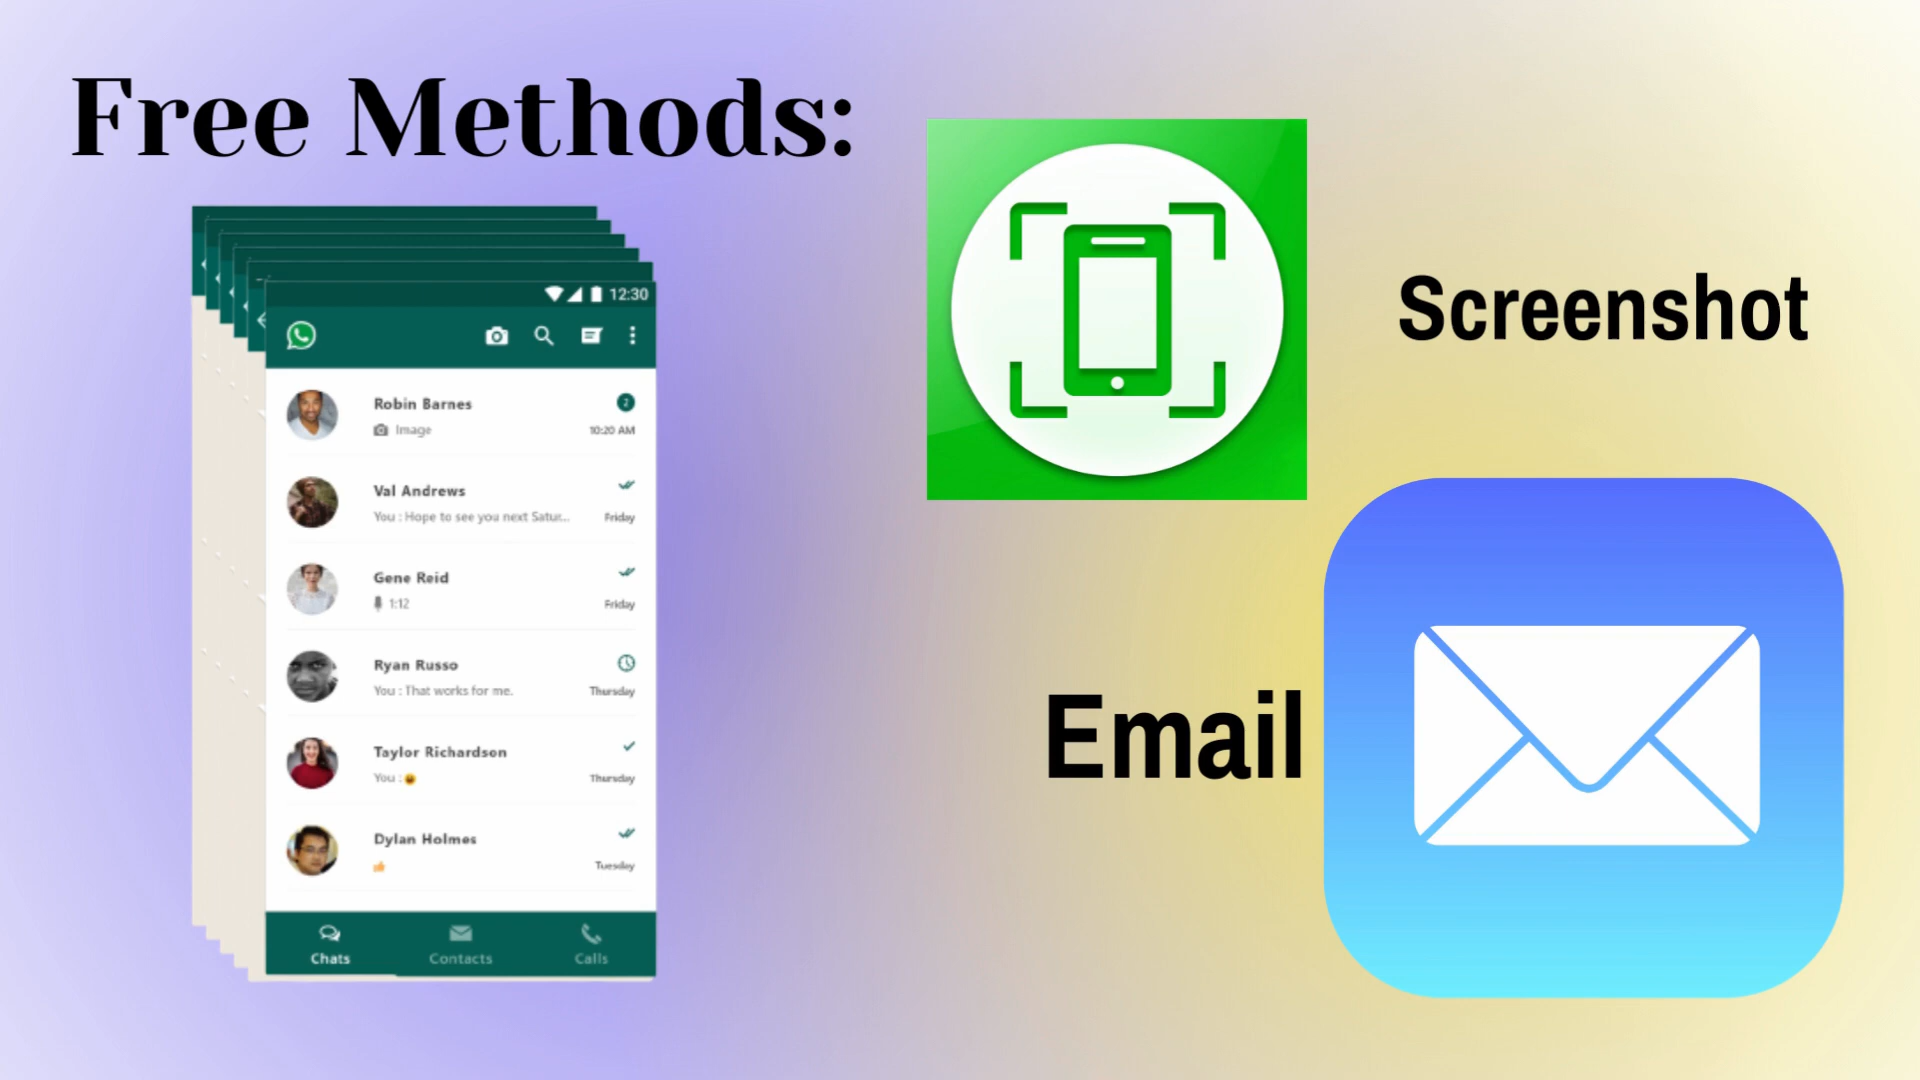 Free Methods:
12:30
Robin Barnes
2
Image
10:20 AM
Val Andrews
You : Hope to see you next Satur...
Friday
Gene Reid
1:12
Friday
Ryan Russo
You : That works for me.
Thursday
Taylor Richardson
You :
Thursday
Dylan Holmes
Tuesday
Chats
Contacts
Calls
Screenshot
Email